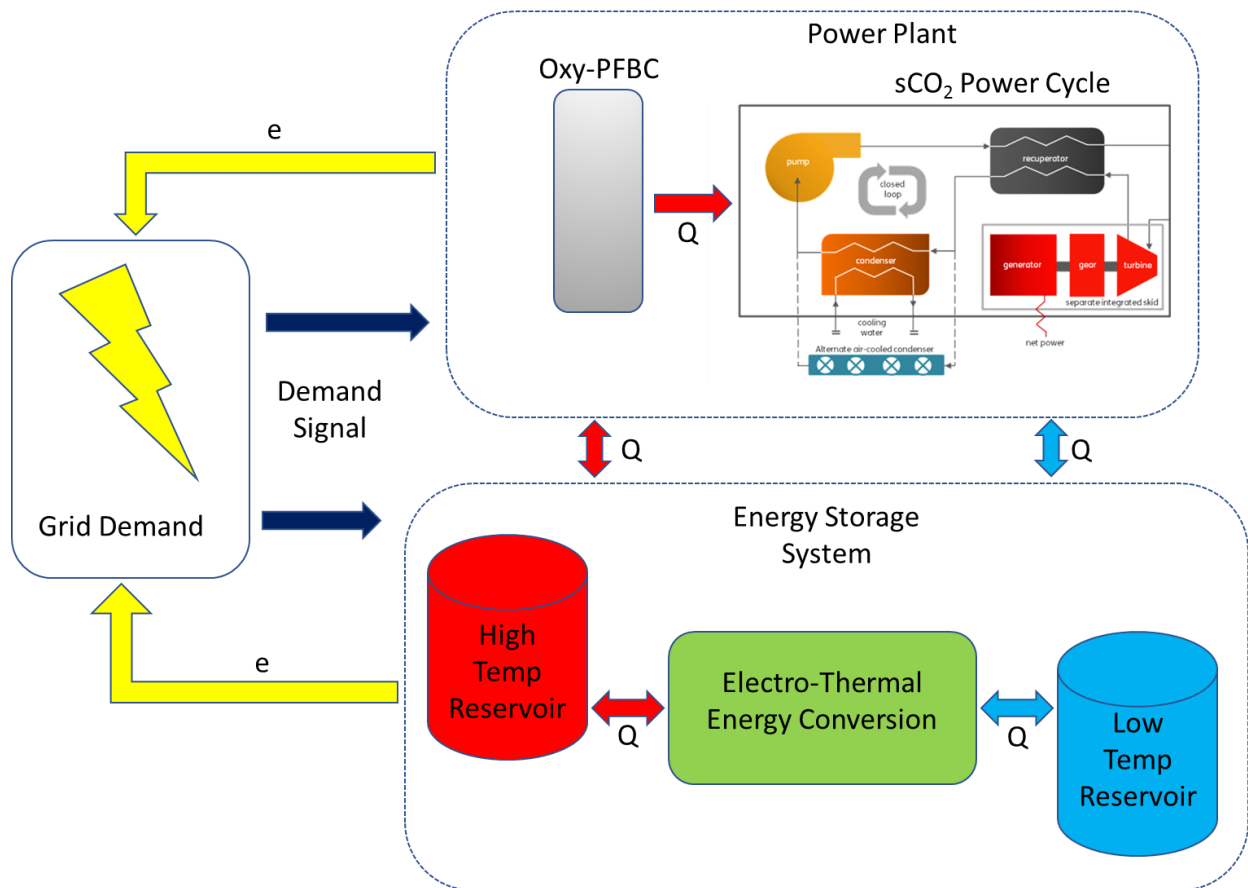 Power Plant
Oxy-PFBC
sCO₂ Power Cycle
e
pump
recuperator
closed
loop
Q
condenser
generator
gear
turbine
separate integrated skid
cooling
water
net power
Alternate air-cooled condenser
Demand
Signal
Grid Demand
Q
Q
Energy Storage
System
High
Temp
Reservoir
Electro-Thermal
Energy Conversion
Q
Q
Low
Temp
Reservoir
e